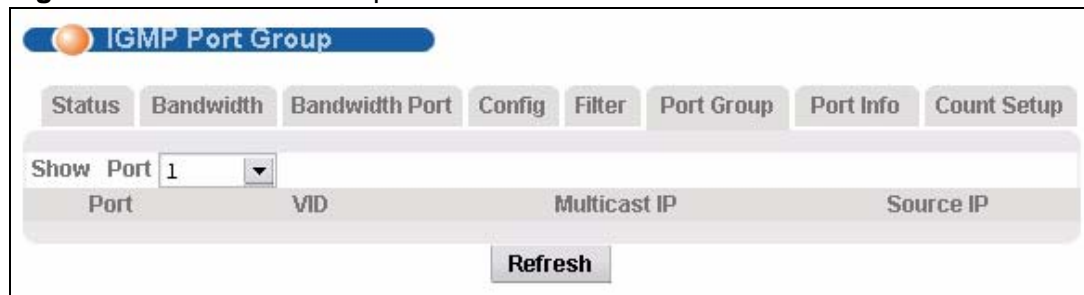 IGMP Port Group
Status Bandwidth Bandwidth Port Config Filter Port Group Port Info Count Setup
Show Port 1
Port VID Multicast IP Source IP
Refresh